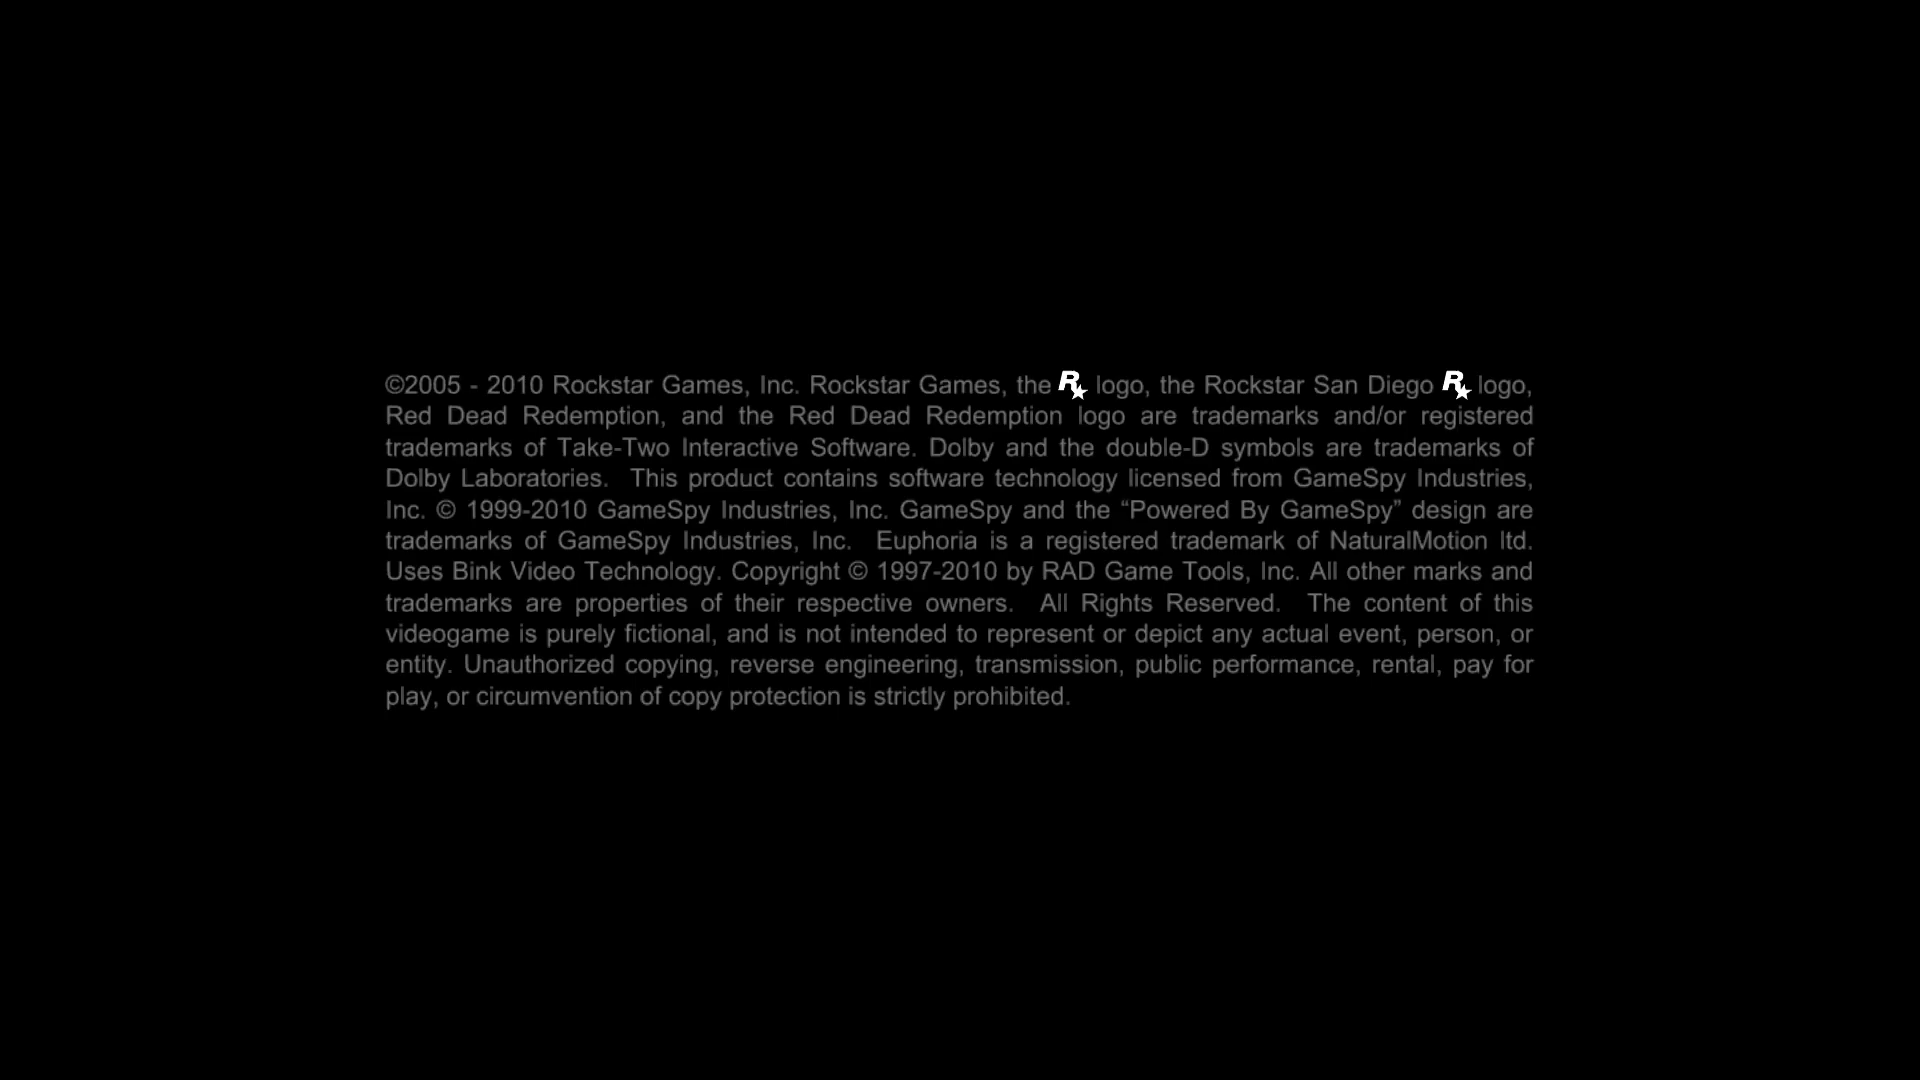 ©2005 - 2010 Rockstar Games, Inc. Rockstar Games, the R★ logo, the Rockstar San Diego R★ logo,
Red Dead Redemption, and the Red Dead Redemption logo are trademarks and/or registered
trademarks of Take-Two Interactive Software. Dolby and the double-D symbols are trademarks of
Dolby Laboratories.  This product contains software technology licensed from GameSpy Industries,
Inc. © 1999-2010 GameSpy Industries, Inc. GameSpy and the “Powered By GameSpy” design are
trademarks of GameSpy Industries, Inc.  Euphoria is a registered trademark of NaturalMotion ltd.
Uses Bink Video Technology. Copyright © 1997-2010 by RAD Game Tools, Inc. All other marks and
trademarks are properties of their respective owners.  All Rights Reserved.  The content of this
videogame is purely fictional, and is not intended to represent or depict any actual event, person, or
entity. Unauthorized copying, reverse engineering, transmission, public performance, rental, pay for
play, or circumvention of copy protection is strictly prohibited.